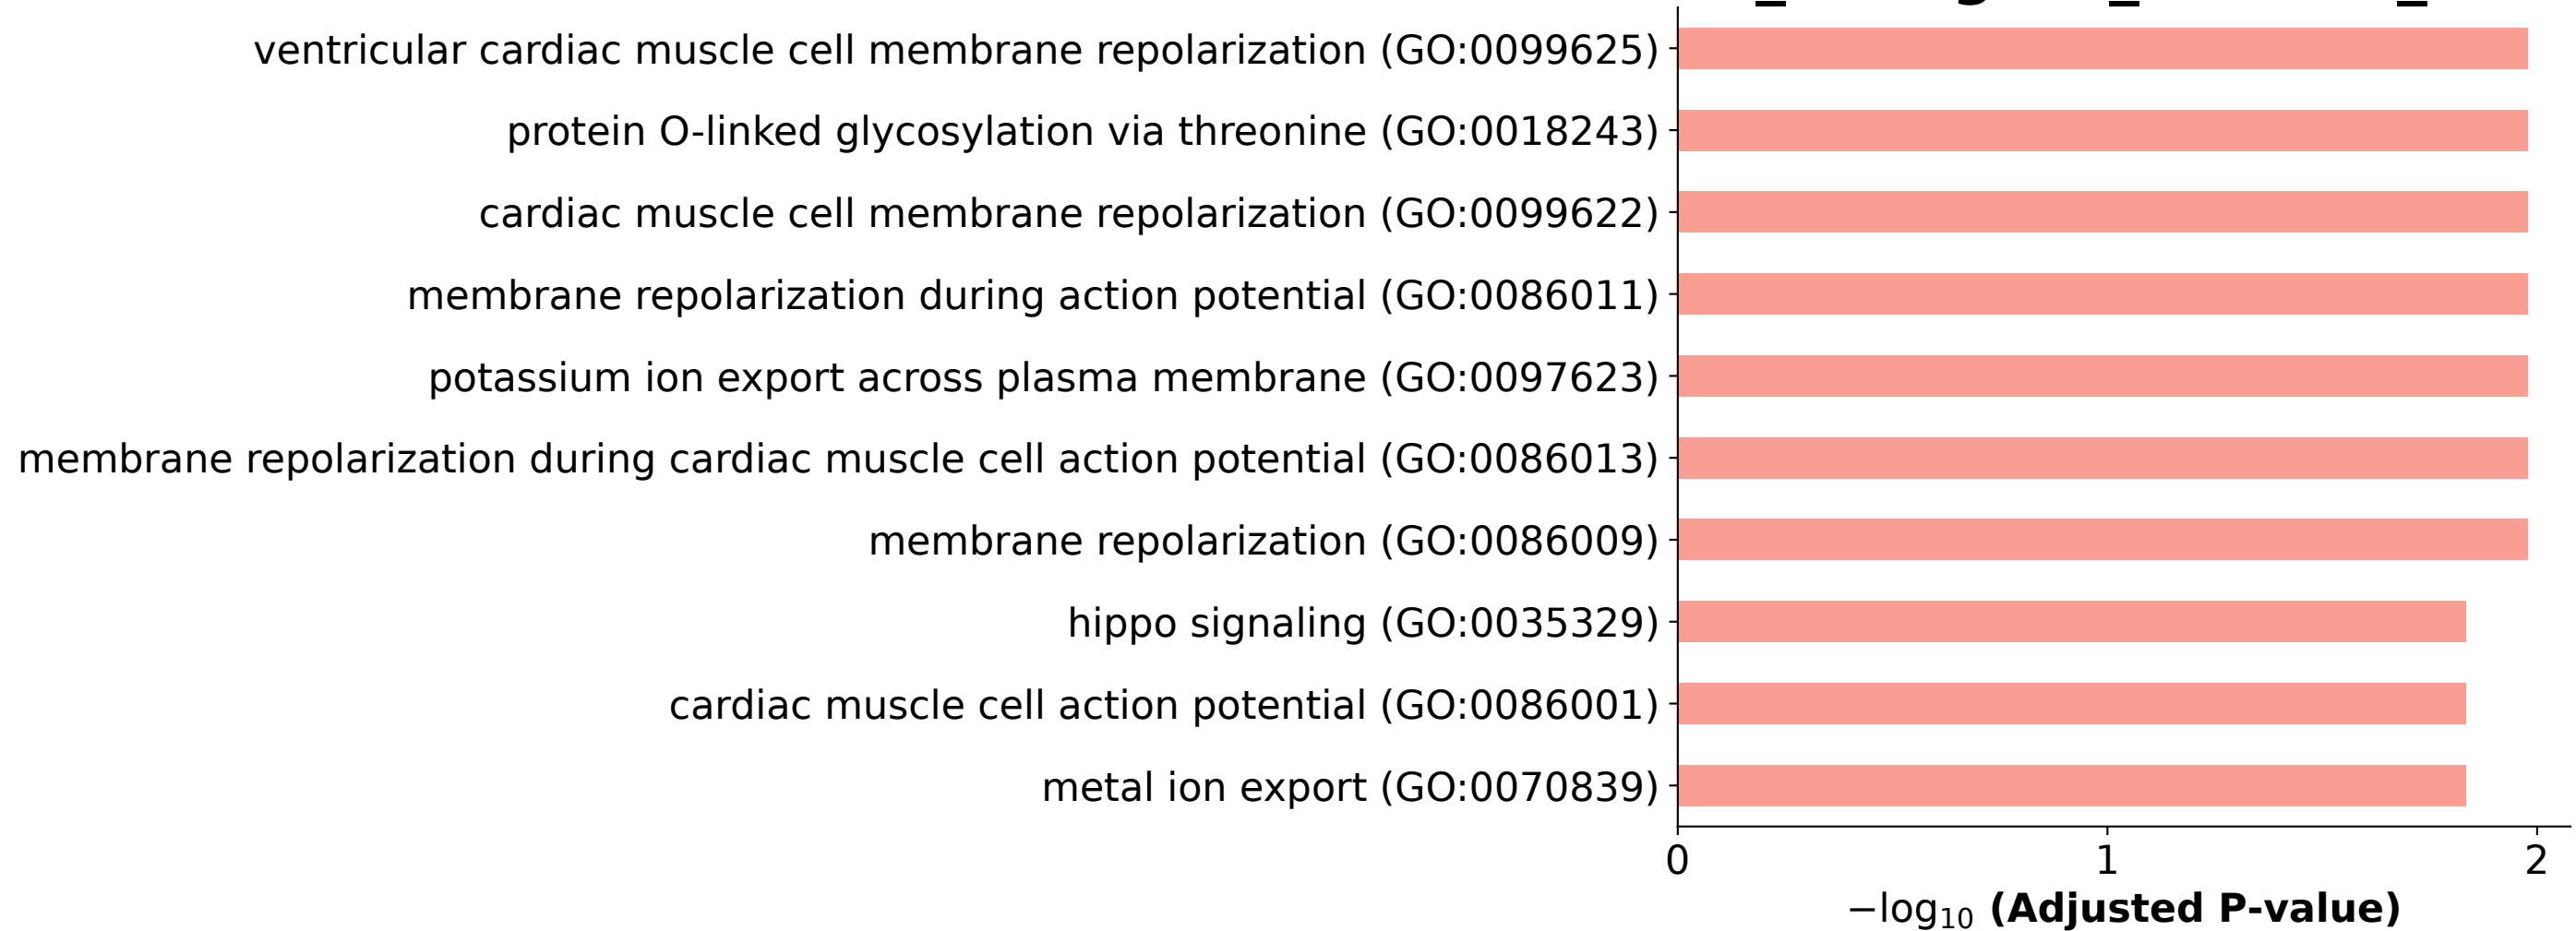 ventricular cardiac muscle cell membrane repolarization (GO:0099625)
protein O-linked glycosylation via threonine (GO:0018243)
cardiac muscle cell membrane repolarization (GO:0099622)
membrane repolarization during action potential (GO:0086011)
potassium ion export across plasma membrane (GO:0097623)
membrane repolarization during cardiac muscle cell action potential (GO:0086013)
membrane repolarization (GO:0086009)
hippo signaling (GO:0035329)
cardiac muscle cell action potential (GO:0086001)
metal ion export (GO:0070839)
0 1 2
−log₁₀ (Adjusted P-value)